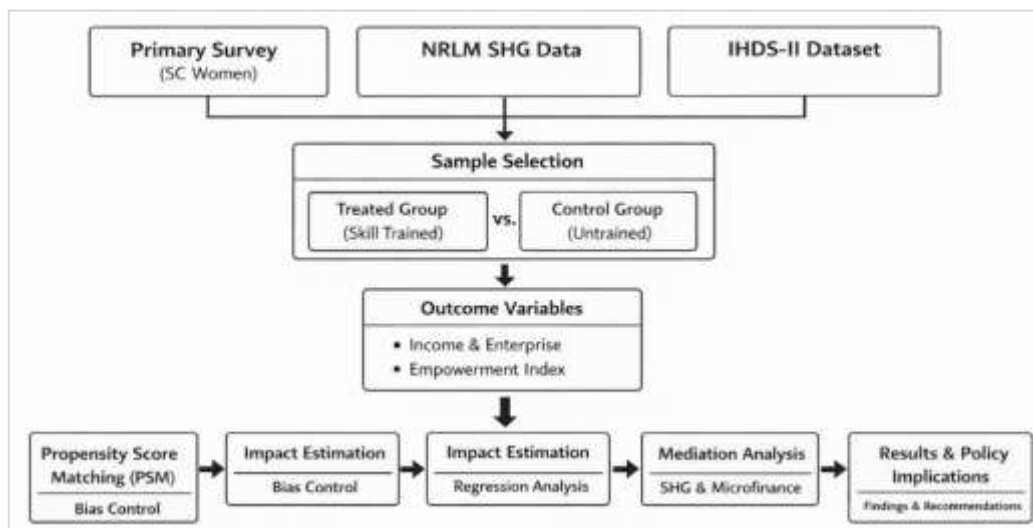 Primary Survey
(SC Women)
NRLM SHG Data
IHDS-II Dataset
Sample Selection
Treated Group
(Skill Trained)
vs.
Control Group
(Untrained)
Outcome Variables
• Income & Enterprise
• Empowerment Index
Propensity Score
Matching (PSM)
Bias Control
Impact Estimation
Bias Control
Impact Estimation
Regression Analysis
Mediation Analysis
SHG & Microfinance
Results & Policy
Implications
Findings & Recommendations